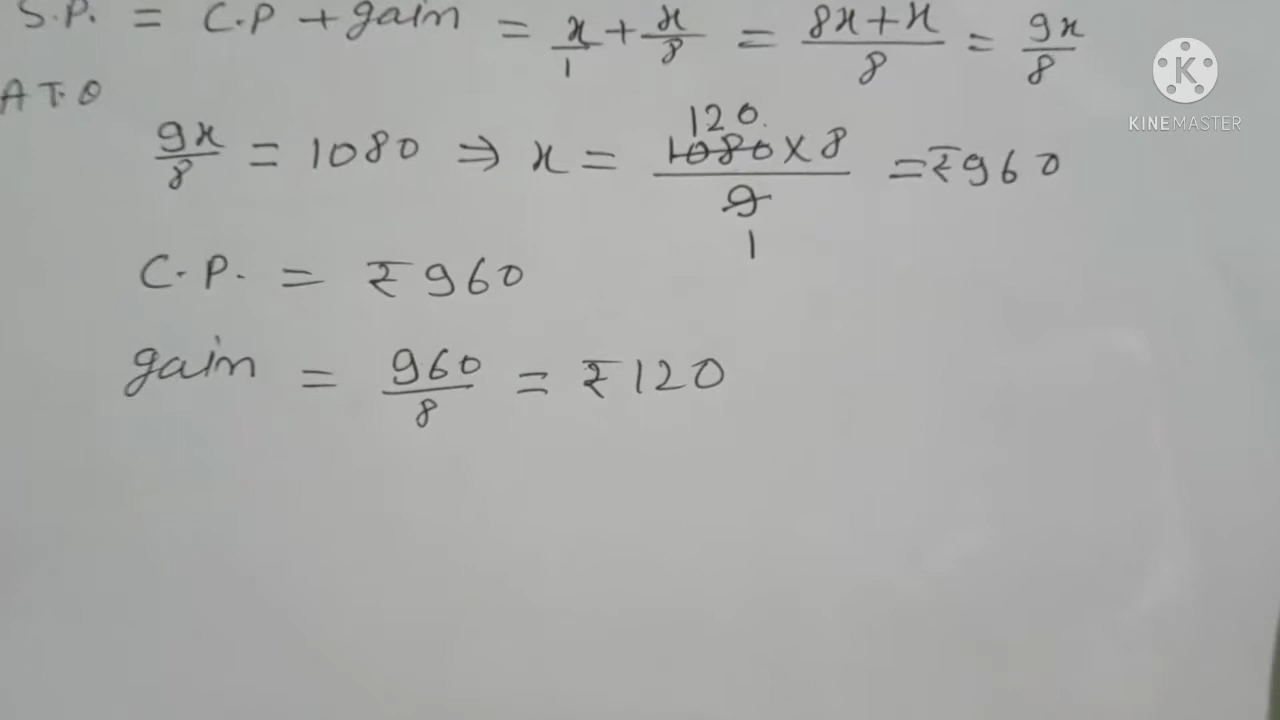 S.P. = C.P + gain = x/1 + x/8 = 8x+x/8 = 9x/8
A T.Q
9x/8 = 1080 ⇒ x = 1080 × 8/9 = ₹960
120.
1
C.P. = ₹960
gain = 960/8 = ₹120
K
KINEMASTER